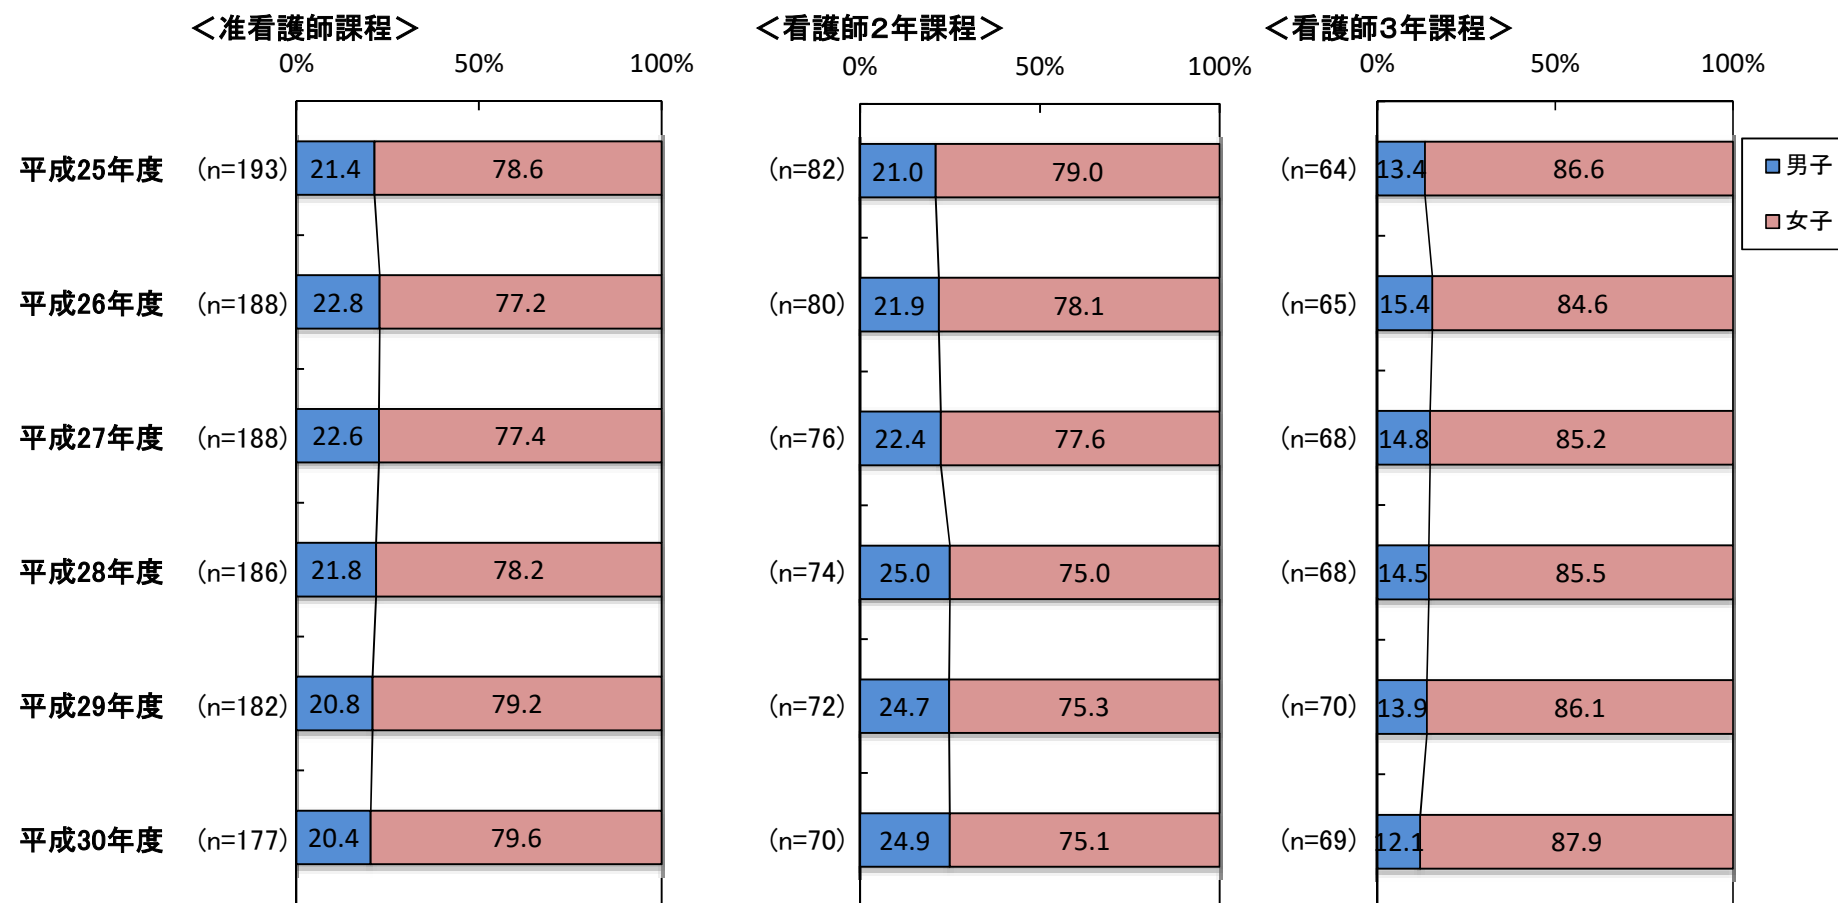 ＜准看護師課程＞ ＜看護師2年課程＞ ＜看護師3年課程＞
0% 50% 100% 0% 50% 100% 0% 50% 100%
平成25年度 (n=193) 21.4 78.6 (n=82) 21.0 79.0 (n=64) 13.4 86.6
男子
女子
平成26年度 (n=188) 22.8 77.2 (n=80) 21.9 78.1 (n=65) 15.4 84.6
平成27年度 (n=188) 22.6 77.4 (n=76) 22.4 77.6 (n=68) 14.8 85.2
平成28年度 (n=186) 21.8 78.2 (n=74) 25.0 75.0 (n=68) 14.5 85.5
平成29年度 (n=182) 20.8 79.2 (n=72) 24.7 75.3 (n=70) 13.9 86.1
平成30年度 (n=177) 20.4 79.6 (n=70) 24.9 75.1 (n=69) 12.1 87.9